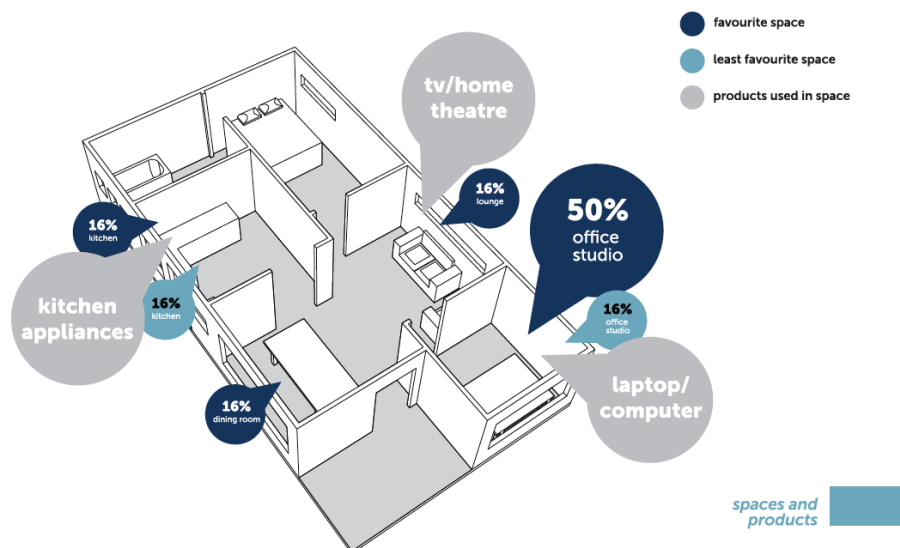 favourite space
least favourite space
products used in space
tv/home
theatre
16%
lounge
50%
office
studio
16%
kitchen
16%
kitchen
kitchen
appliances
16%
office
studio
laptop/
computer
16%
dining room
spaces and
products